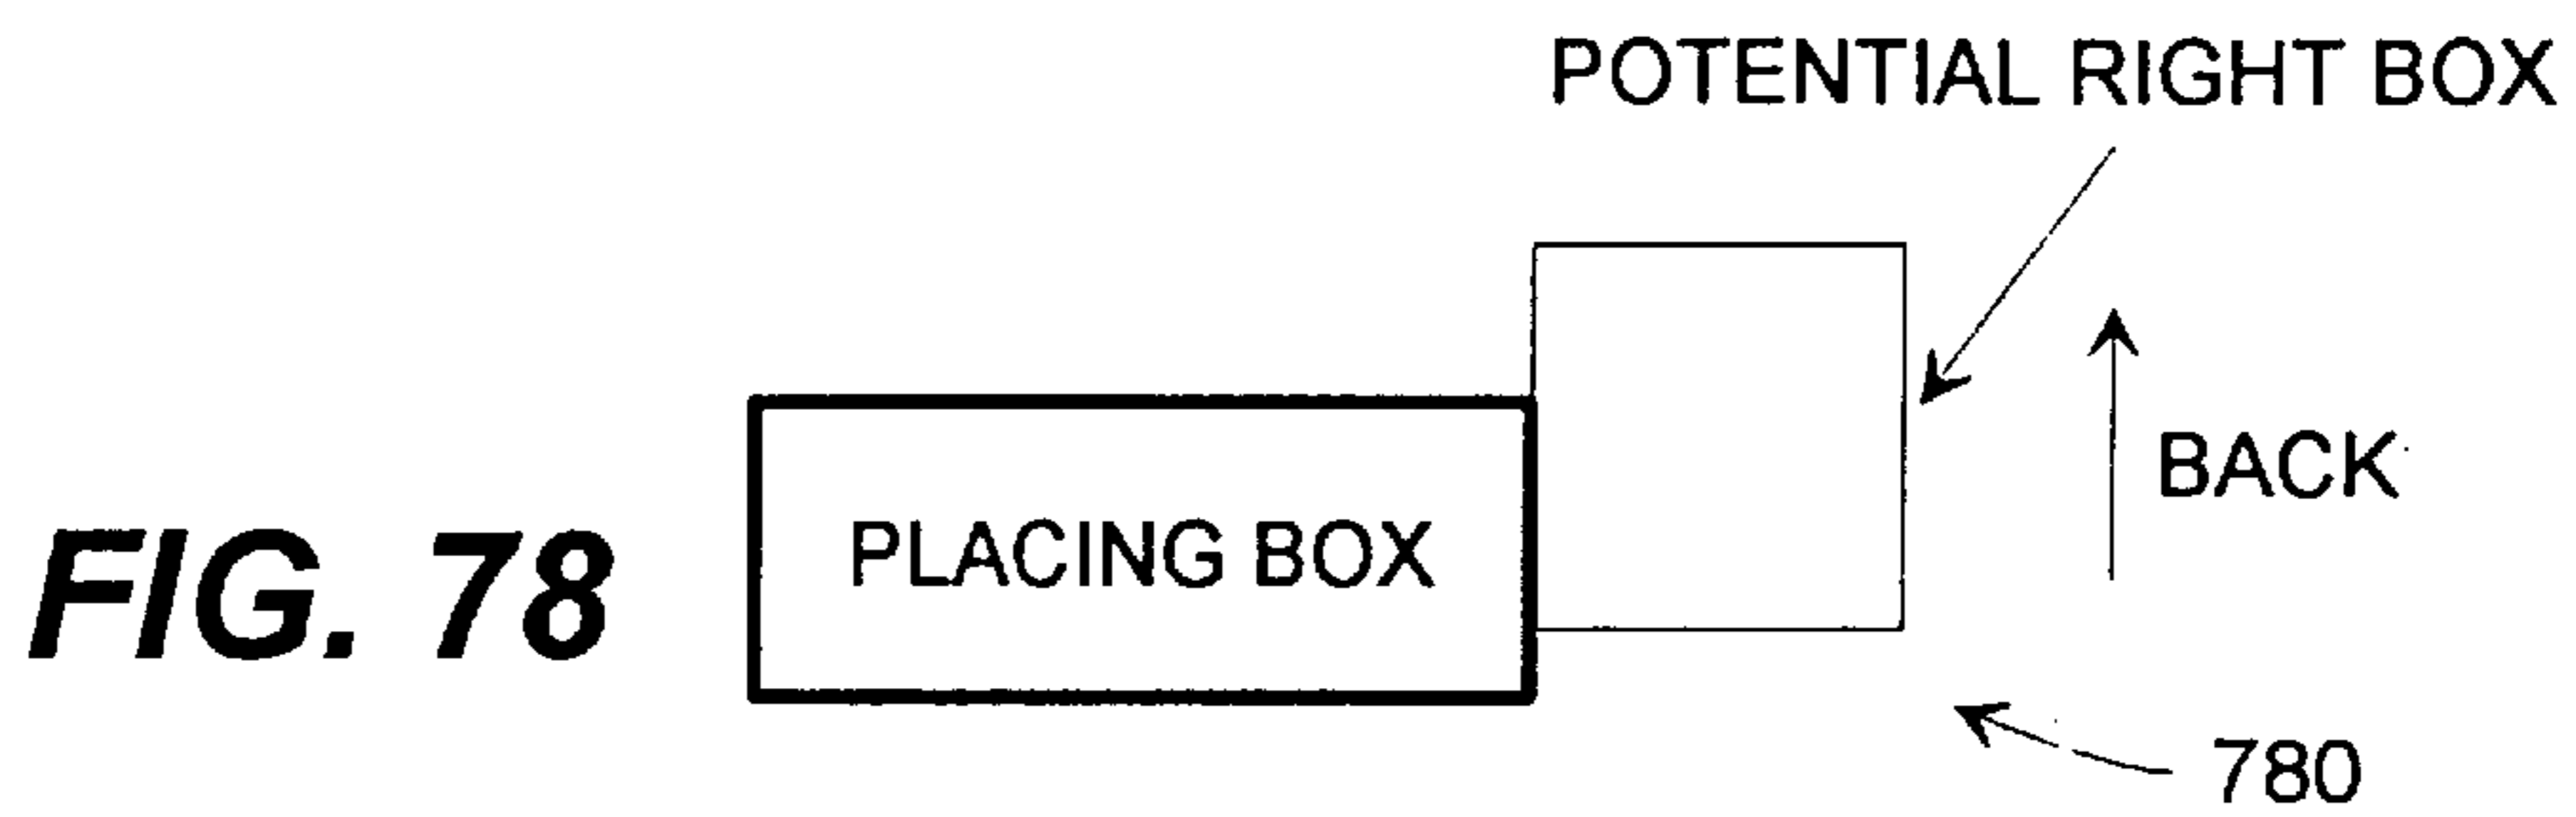 POTENTIAL RIGHT BOX
BACK
PLACING BOX
FIG. 78
780